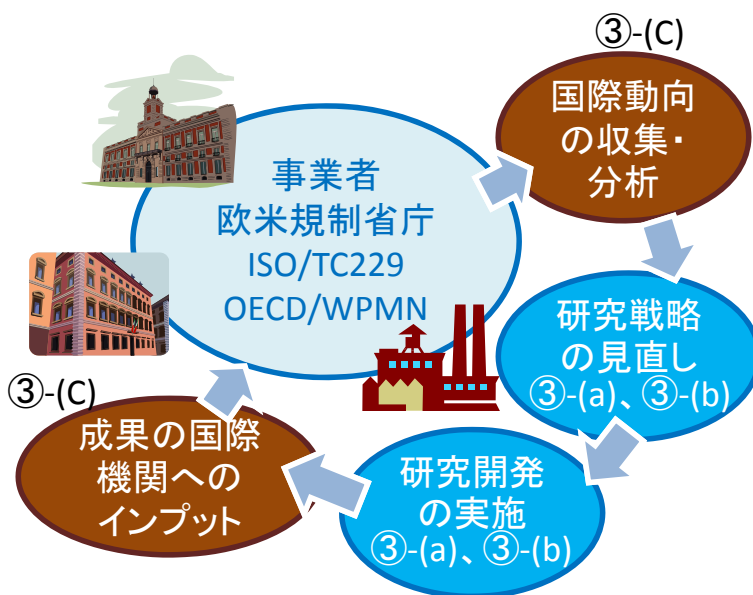 ③-(C)
国際動向
の収集・
分析
事業者
欧米規制省庁
ISO/TC229
OECD/WPMN
研究戦略
の見直し
③-(a)、③-(b)
③-(C)
成果の国際
機関への
インプット
研究開発
の実施
③-(a)、③-(b)